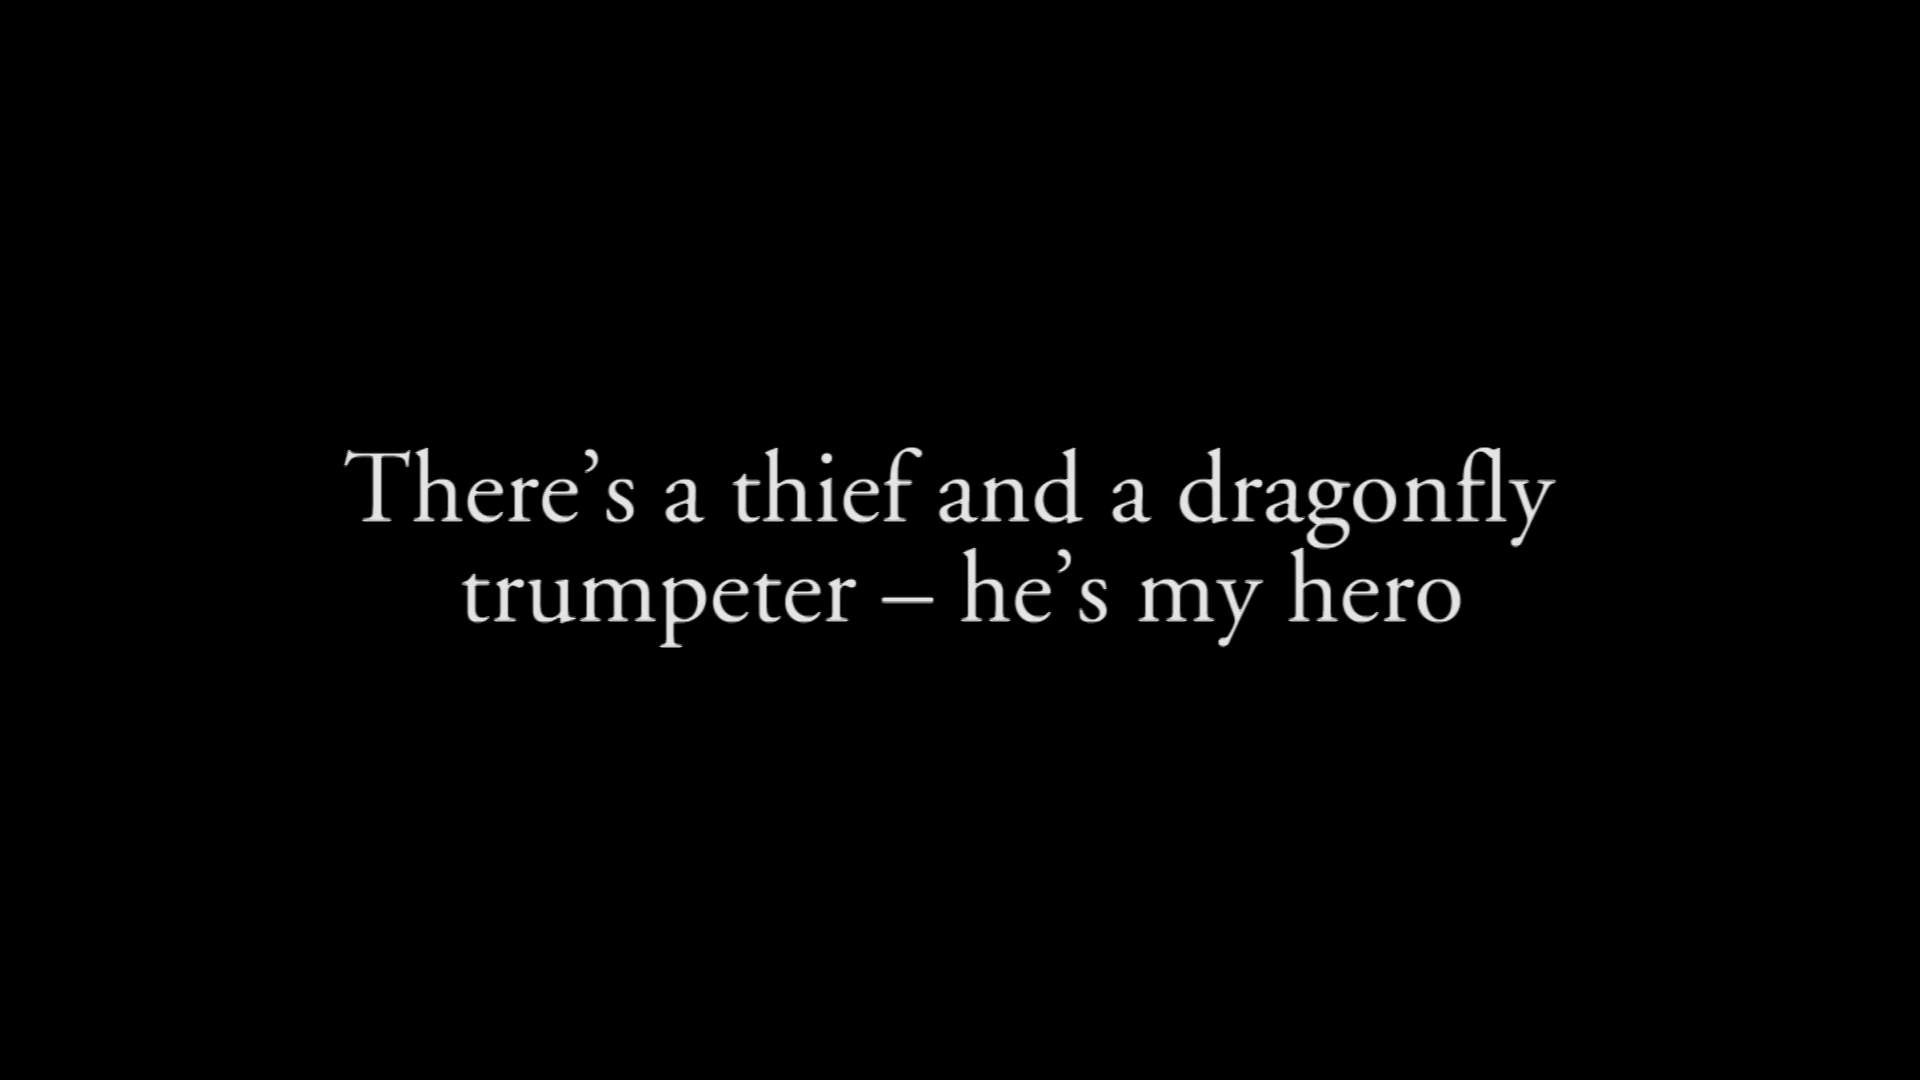 There’s a thief and a dragonfly
trumpeter – he’s my hero